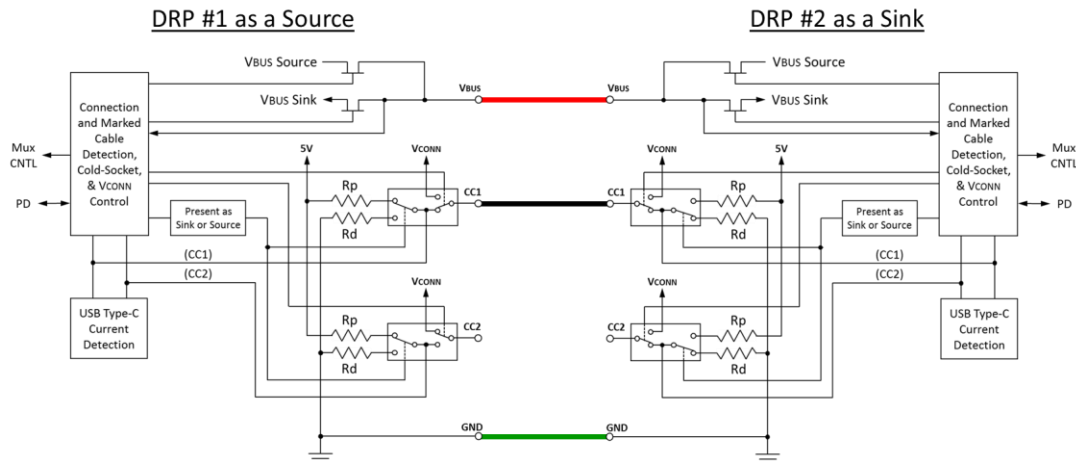 DRP #1 as a Source
DRP #2 as a Sink
VBUS Source
VBUS Sink
Connection
and Marked
Cable
Detection,
Cold-Socket,
& VCONN
Control
Mux
CNTL
PD
VBUS
VBUS
VBUS Source
VBUS Sink
Connection
and Marked
Cable
Detection,
Cold-Socket,
& VCONN
Control
Mux
CNTL
PD
5V
VCONN
Rp
Rd
CC1
CC1
VCONN
5V
Rp
Rd
Present as
Sink or Source
Present as
Sink or Source
(CC1)
(CC2)
(CC1)
(CC2)
USB Type-C
Current
Detection
VCONN
Rp
Rd
CC2
CC2
VCONN
Rp
Rd
USB Type-C
Current
Detection
GND
GND